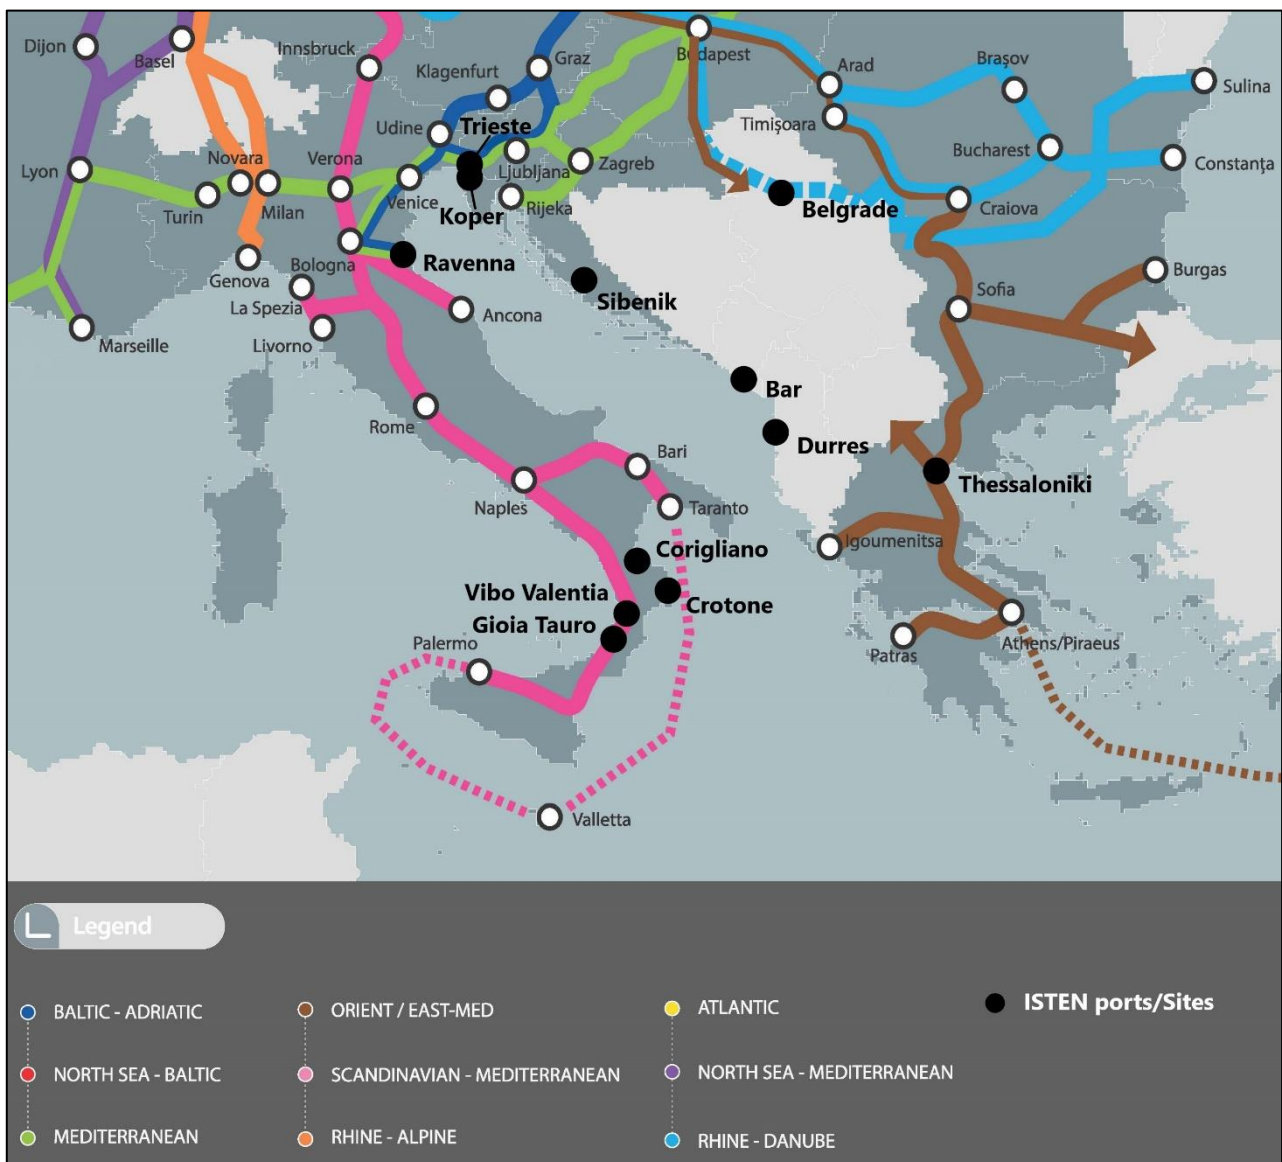 Dijon
Basel
Innsbruck
Klagenfurt
Graz
Budapest
Arad
Braşov
Sulina
Udine
Trieste
Timişoara
Bucharest
Constanţa
Lyon
Novara
Verona
Ljubljana
Zagreb
Turin
Milan
Venice
Koper
Rijeka
Belgrade
Craiova
Bologna
Ravenna
Genova
Burgas
La Spezia
Sibenik
Sofia
Ancona
Marseille
Livorno
Bar
Rome
Durres
Bari
Thessaloniki
Naples
Taranto
Igoumenitsa
Corigliano
Vibo Valentia
Crotone
Gioia Tauro
Palermo
Patras
Athens/Piraeus
Valletta
Legend
BALTIC - ADRIATIC
ORIENT / EAST-MED
ATLANTIC
ISTEN ports/Sites
NORTH SEA - BALTIC
SCANDINAVIAN - MEDITERRANEAN
NORTH SEA - MEDITERRANEAN
MEDITERRANEAN
RHINE - ALPINE
RHINE - DANUBE